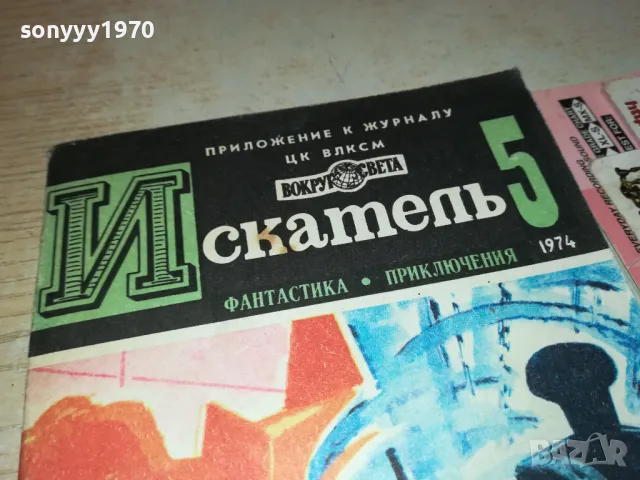 sonyyy1970
ПРИЛОЖЕНИЕ К ЖУРНАЛУ
ЦК ВЛКСМ
ВОКРУГ СВЕТА
Искатель 5
1974
ФАНТАСТИКА • ПРИКЛЮЧЕНИЯ
BAZAR